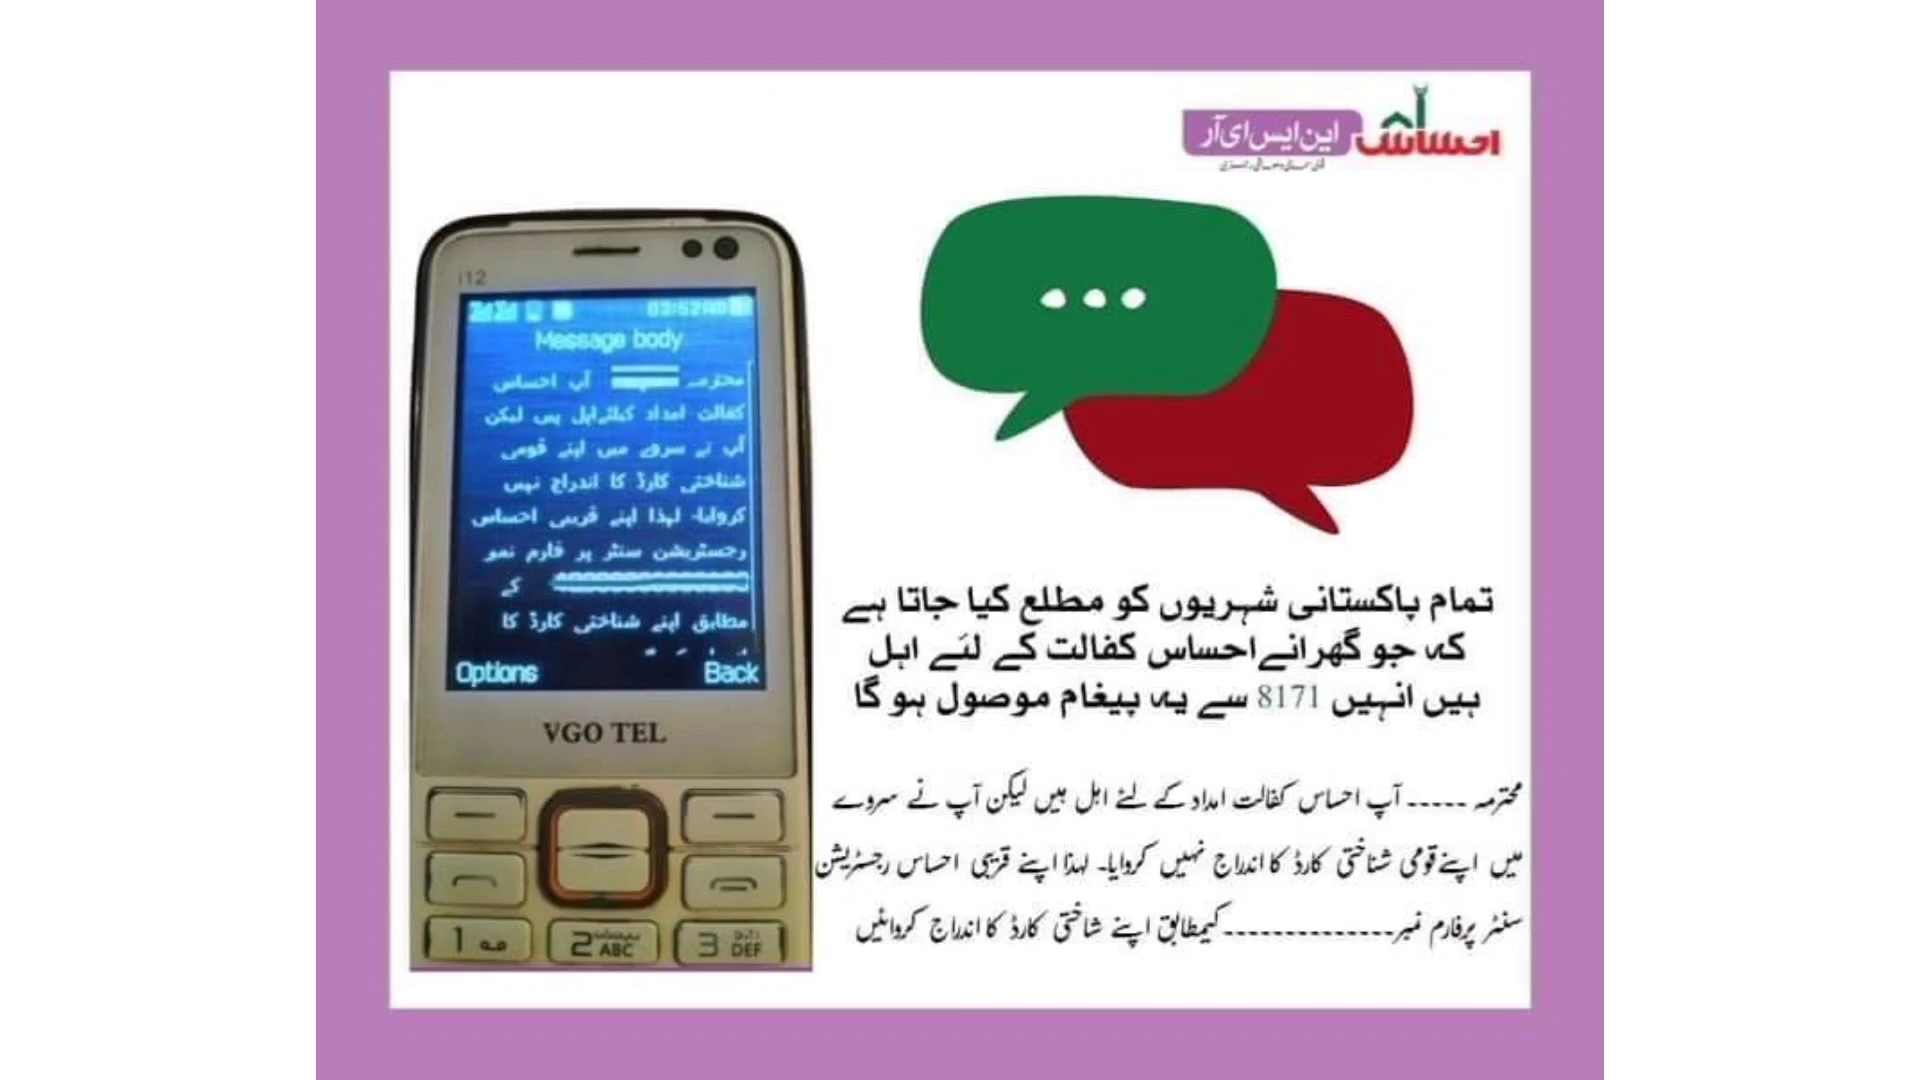 احساس
این ایس ای آر
i12
03:52
Message body
محترمہ آپ احساس
کفالت امداد کیلئے اہل ہیں لیکن
آپ نے سروے میں اپنے قومی
شناختی کارڈ کا اندراج نہیں
کروایا۔ لہذا اپنے قریبی احساس
رجسٹریشن سنٹر پر فارم نمبر
کے
مطابق اپنے شناختی کارڈ کا
Options Back
VGO TEL
1
2 ABC
3 DEF
تمام پاکستانی شہریوں کو مطلع کیا جاتا ہے
کہ جو گھرانے احساس کفالت کے لئے اہل
ہیں انہیں 8171 سے یہ پیغام موصول ہو گا
محترمہ ----- آپ احساس کفالت امداد کے لئے اہل ہیں لیکن آپ نے سروے
میں اپنے قومی شناختی کارڈ کا اندراج نہیں کروایا۔ لہذا اپنے قریبی احساس رجسٹریشن
سنٹر پر فارم نمبر--------------کیمطابق اپنے شاختی کارڈ کا اندراج کروائیں